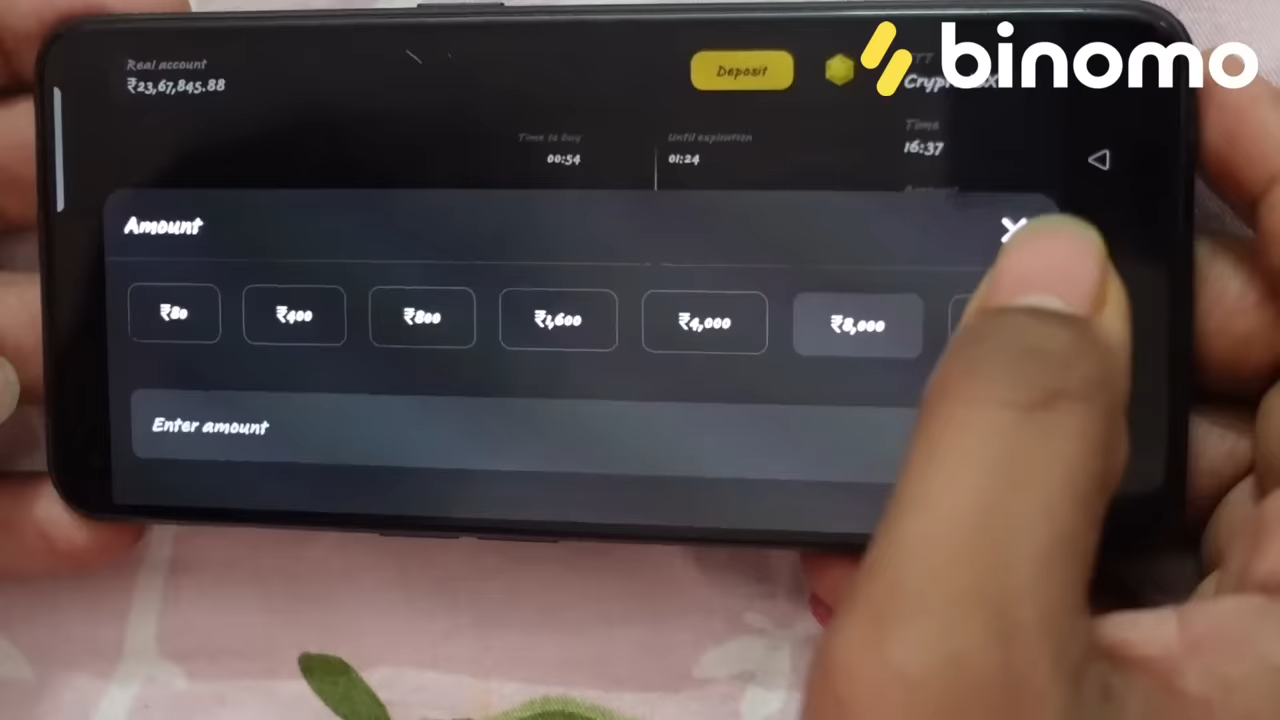 binomo
Real account
₹23,67,845.88
Deposit
Time
16:37
Time to buy
00:54
Until expiration
01:24
Amount
Amount
₹80
₹400
₹800
₹1,600
₹4,000
₹8,000
Enter amount